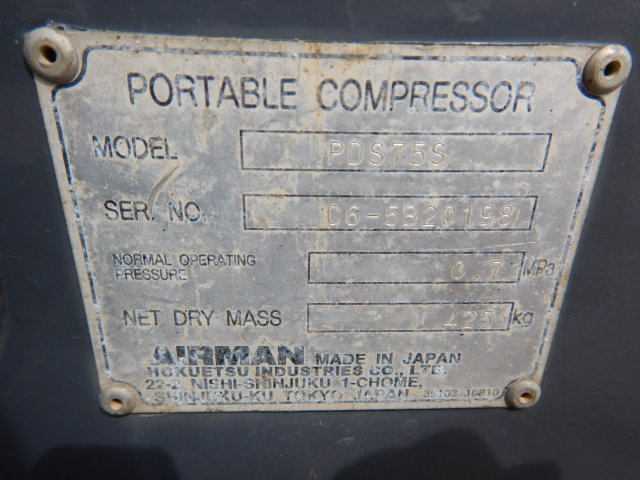 PORTABLE COMPRESSOR
MODEL PDS75S
SER. NO. C6-5B20198
NORMAL OPERATING PRESSURE 0.7 MPa
NET DRY MASS 425 kg
AIRMAN MADE IN JAPAN
HOKUETSU INDUSTRIES CO., LTD.
22-2 NISHI-SHINJUKU 1-CHOME,
SHINJUKU-KU TOKYO JAPAN